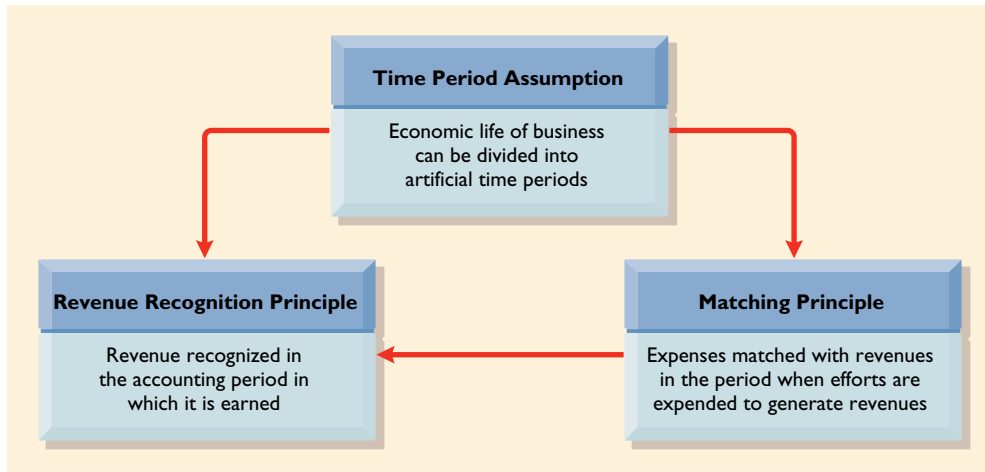 Time Period Assumption
Economic life of business
can be divided into
artificial time periods
Revenue Recognition Principle
Revenue recognized in
the accounting period in
which it is earned
Matching Principle
Expenses matched with revenues
in the period when efforts are
expended to generate revenues